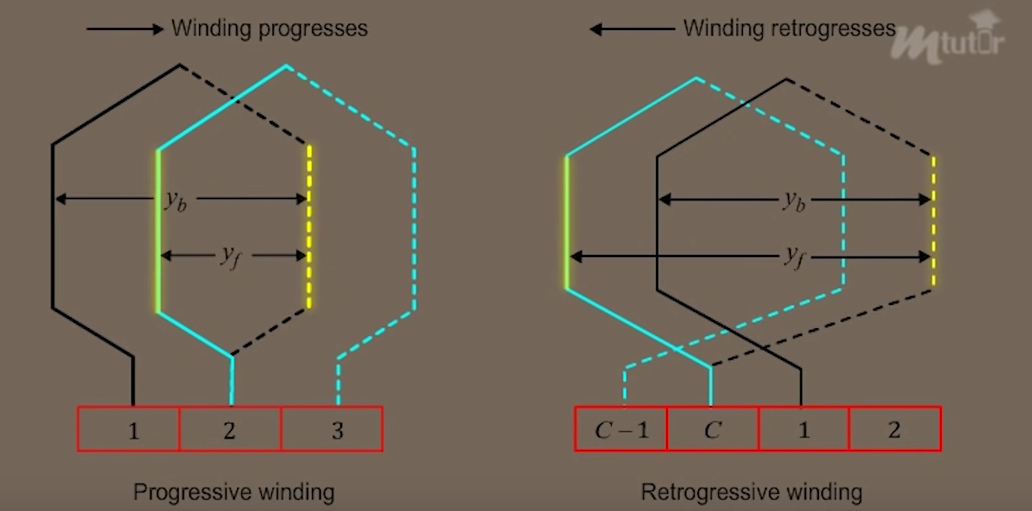 Winding progresses
Winding retrogresses
Mtutor
y_b
y_f
y_b
y_f
1 2 3
C – 1 C 1 2
Progressive winding
Retrogressive winding